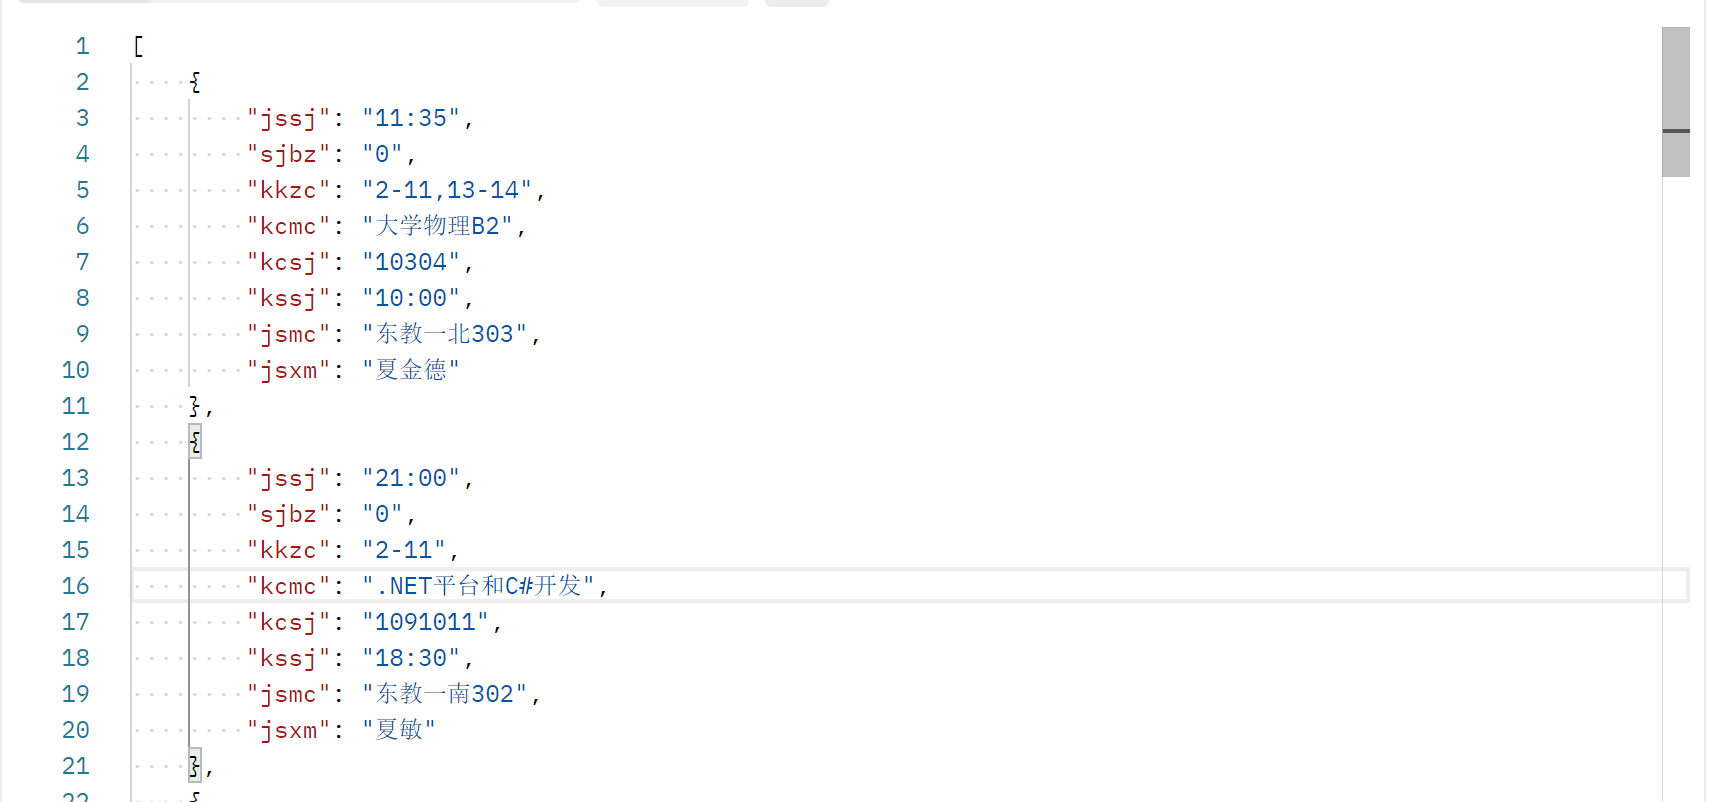 1 [
2 {
3 "jssj": "11:35",
4 "sjbz": "0",
5 "kkzc": "2-11,13-14",
6 "kcmc": "大学物理B2",
7 "kcsj": "10304",
8 "kssj": "10:00",
9 "jsmc": "东教一北303",
10 "jsxm": "夏金德"
11 },
12 {
13 "jssj": "21:00",
14 "sjbz": "0",
15 "kkzc": "2-11",
16 "kcmc": ".NET平台和C#开发",
17 "kcsj": "1091011",
18 "kssj": "18:30",
19 "jsmc": "东教一南302",
20 "jsxm": "夏敏"
21 },
22 {